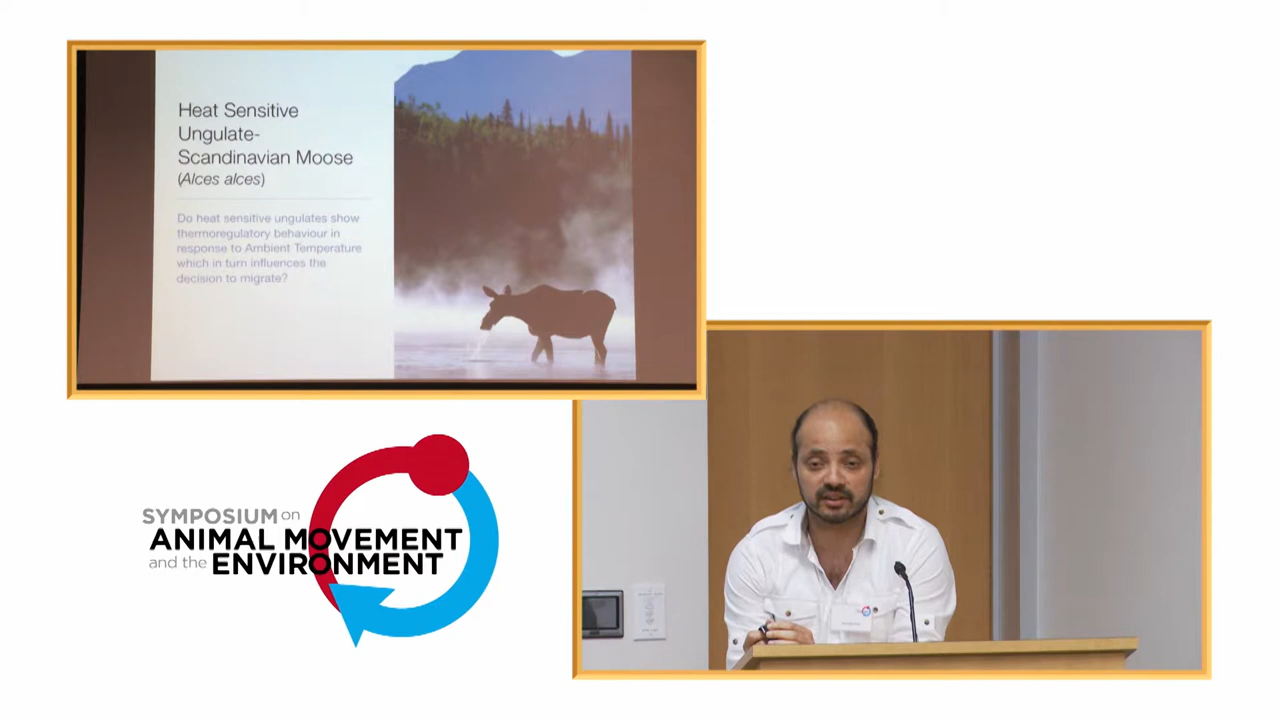 Heat Sensitive
Ungulate-
Scandinavian Moose
(Alces alces)
Do heat sensitive ungulates show
thermoregulatory behaviour in
response to Ambient Temperature
which in turn influences the
decision to migrate?
SYMPOSIUM on
ANIMAL MOVEMENT
and the ENVIRONMENT